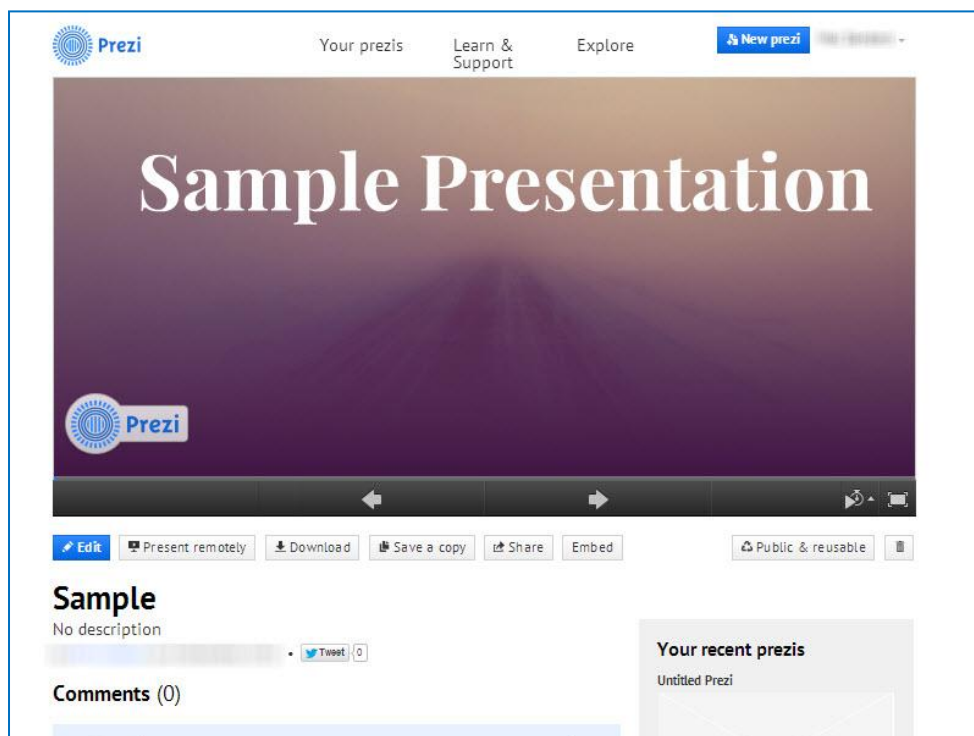 Prezi
Your prezis
Learn &
Support
Explore
New prezi
Sample Presentation
Prezi
Edit
Present remotely
Download
Save a copy
Share
Embed
Public & reusable
Sample
No description
• Tweet 0
Your recent prezis
Untitled Prezi
Comments (0)